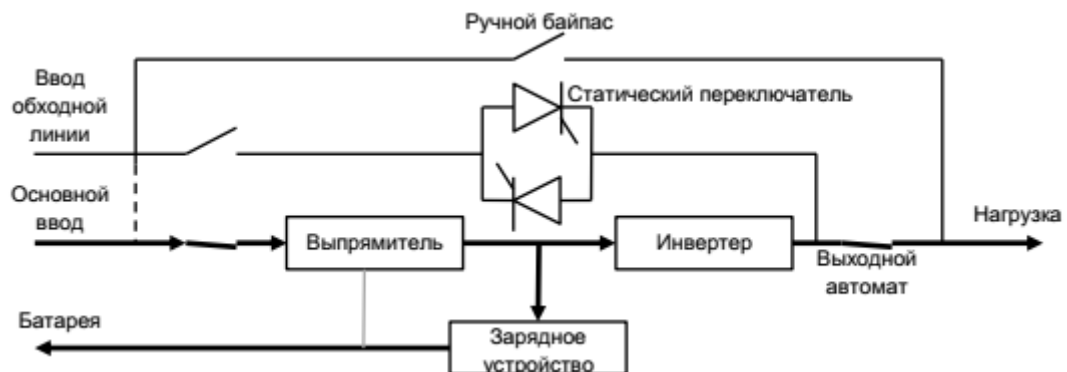 Ручной байпас
Ввод
обходной
линии
Статический переключатель
Основной
ввод
Выпрямитель
Инвертер
Нагрузка
Выходной
автомат
Батарея
Зарядное
устройство